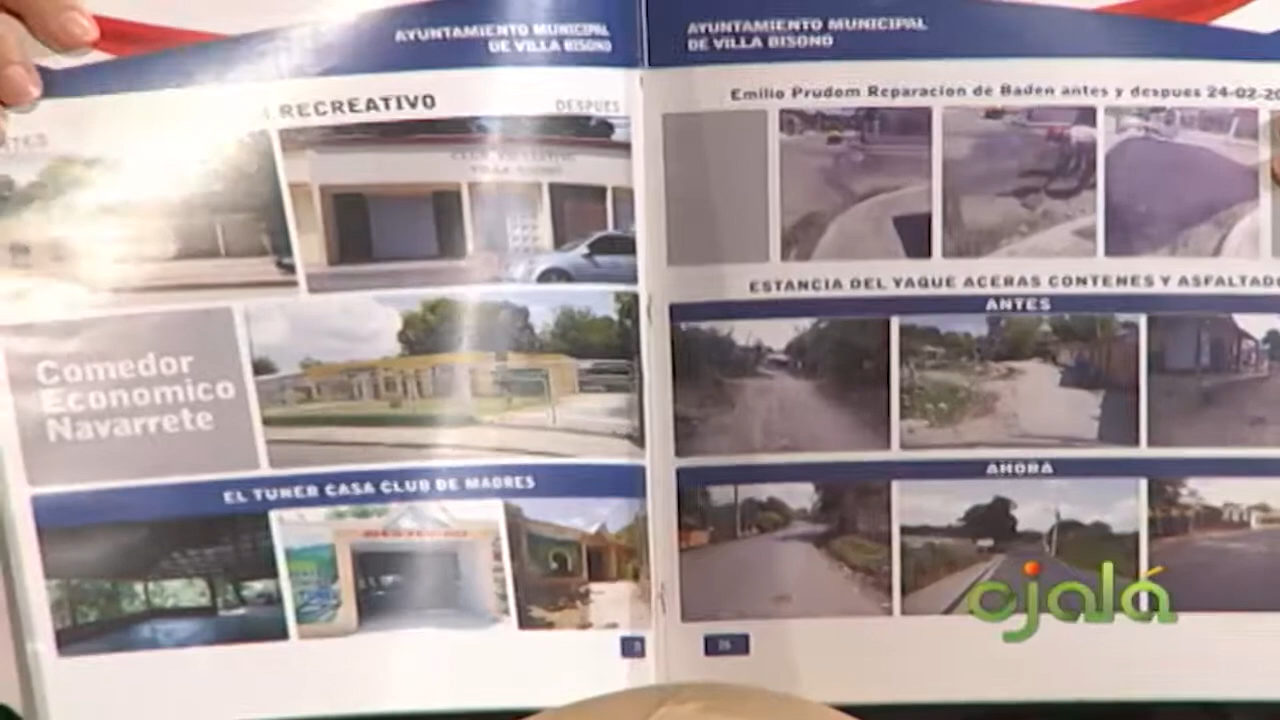 AYUNTAMIENTO MUNICIPAL
DE VILLA BISONO
RECREATIVO
DESPUES
Comedor
Economico
Navarrete
EL TUNER CASA CLUB DE MADRES
AYUNTAMIENTO MUNICIPAL
DE VILLA BISONO
Emilio Prudom Reparacion de Baden antes y despues 24-02-20
ESTANCIA DEL YAQUE ACERAS CONTENES Y ASFALTADO
ANTES
AHORA
ojalá